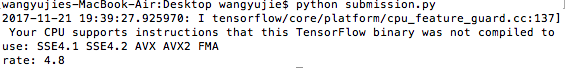 wangyujies-MacBook-Air:Desktop wangyujie$ python submission.py
2017-11-21 19:39:27.925970: I tensorflow/core/platform/cpu_feature_guard.cc:137]
 Your CPU supports instructions that this TensorFlow binary was not compiled to
use: SSE4.1 SSE4.2 AVX AVX2 FMA
rate: 4.8